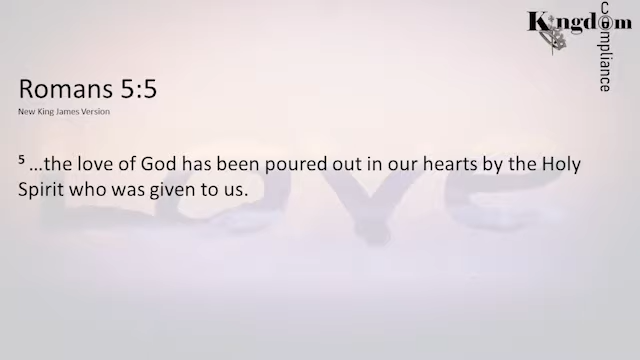 Kingdom
Compliance
Romans 5:5
New King James Version
5 ...the love of God has been poured out in our hearts by the Holy
Spirit who was given to us.
LOVE